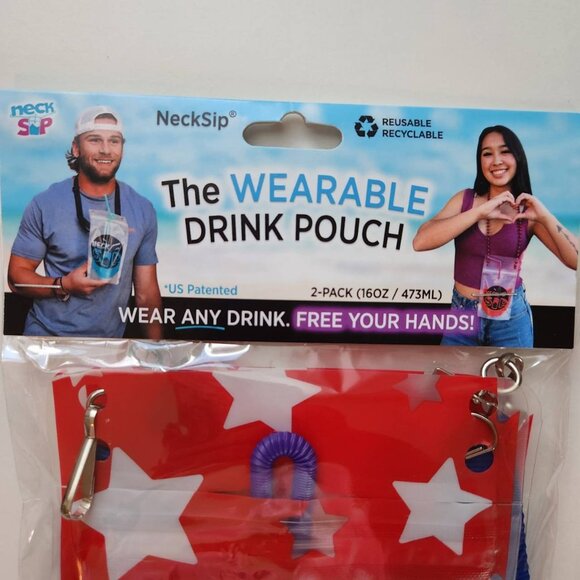 neck
SIP
NeckSip®
REUSABLE
RECYCLABLE
The WEARABLE
DRINK POUCH
*US Patented
2-PACK (16OZ / 473ML)
WEAR ANY DRINK. FREE YOUR HANDS!